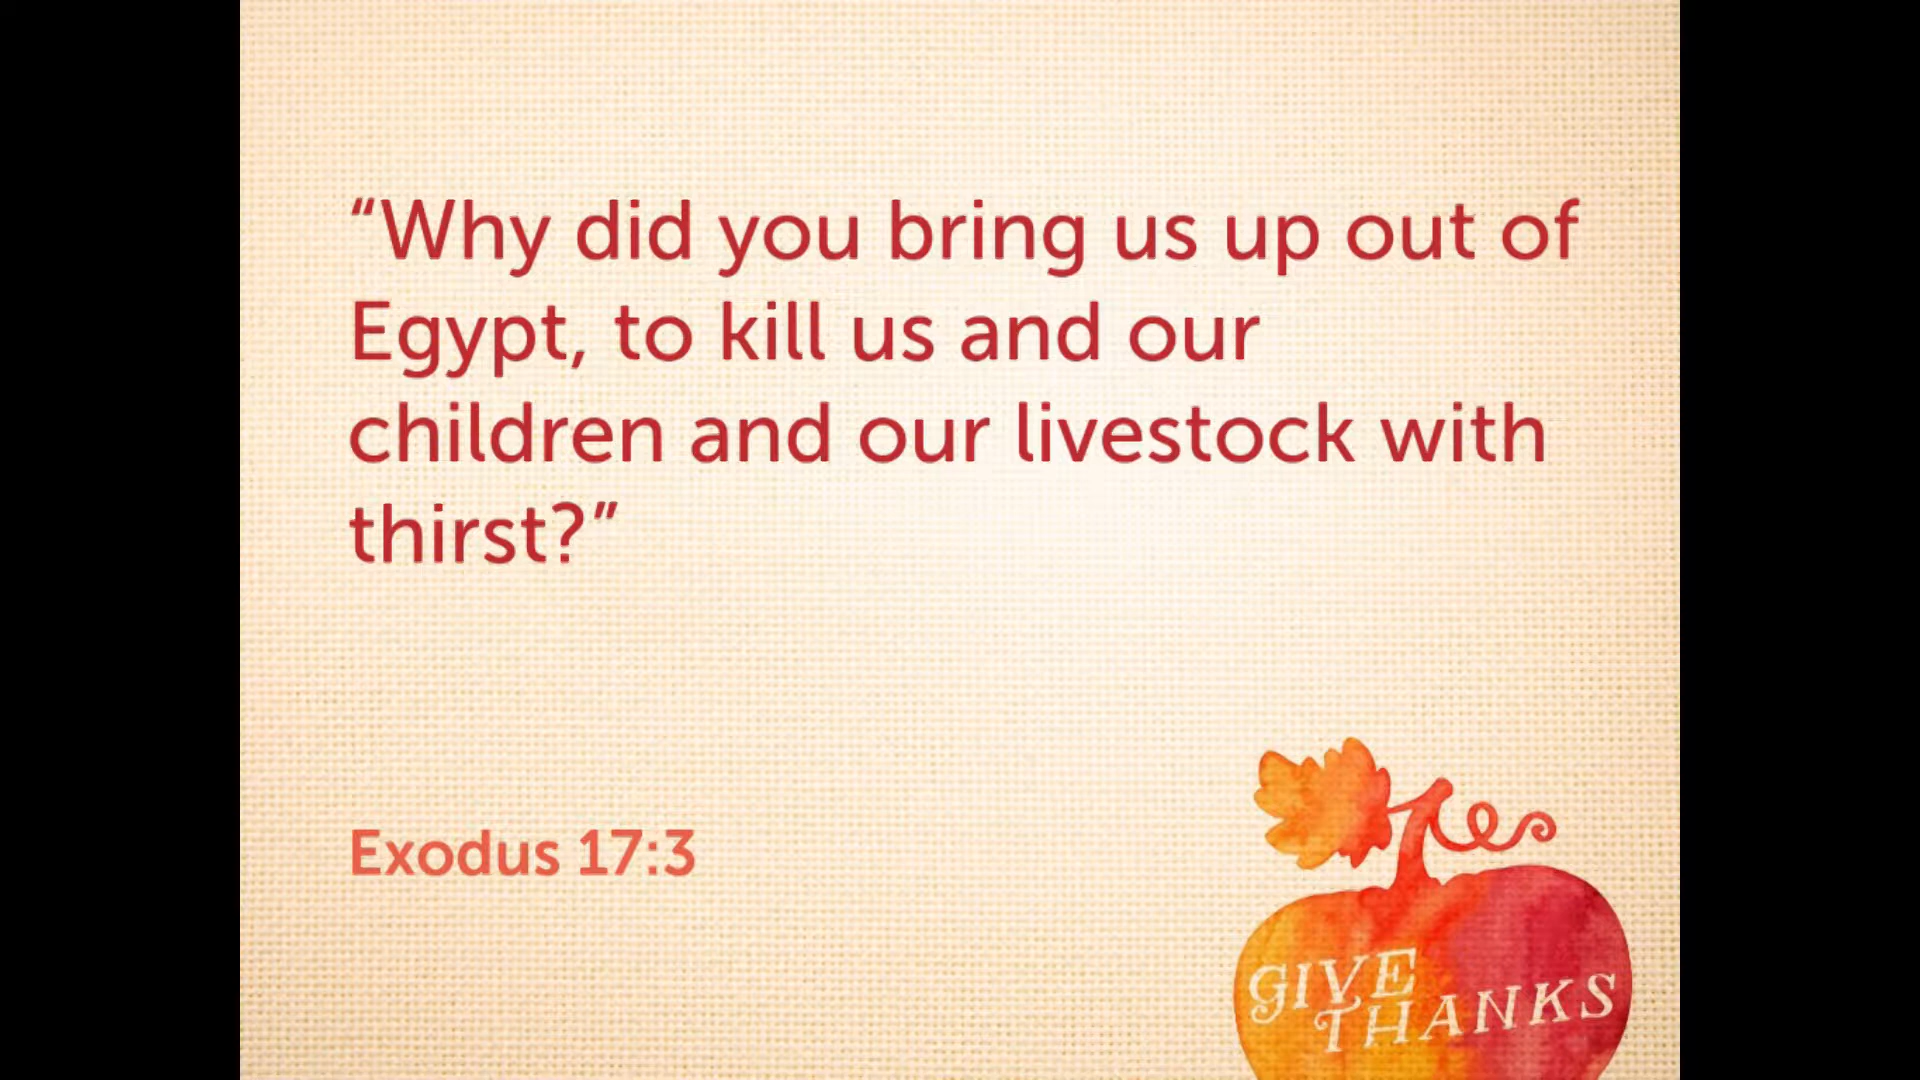 “Why did you bring us up out of
Egypt, to kill us and our
children and our livestock with
thirst?”
Exodus 17:3
GIVE
THANKS